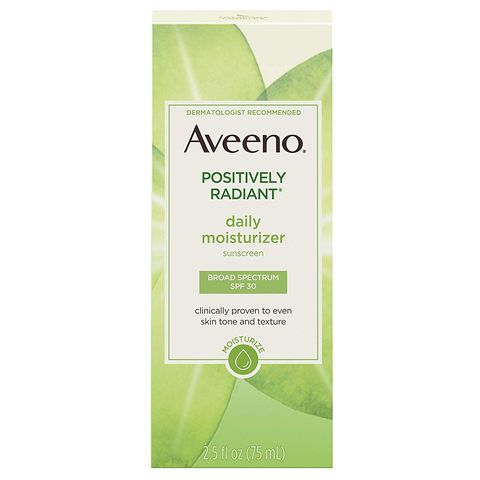 DERMATOLOGIST RECOMMENDED
Aveeno®
POSITIVELY
RADIANT®
daily
moisturizer
sunscreen
BROAD SPECTRUM
SPF 30
clinically proven to even
skin tone and texture
MOISTURIZE
2.5 fl oz (75 mL)